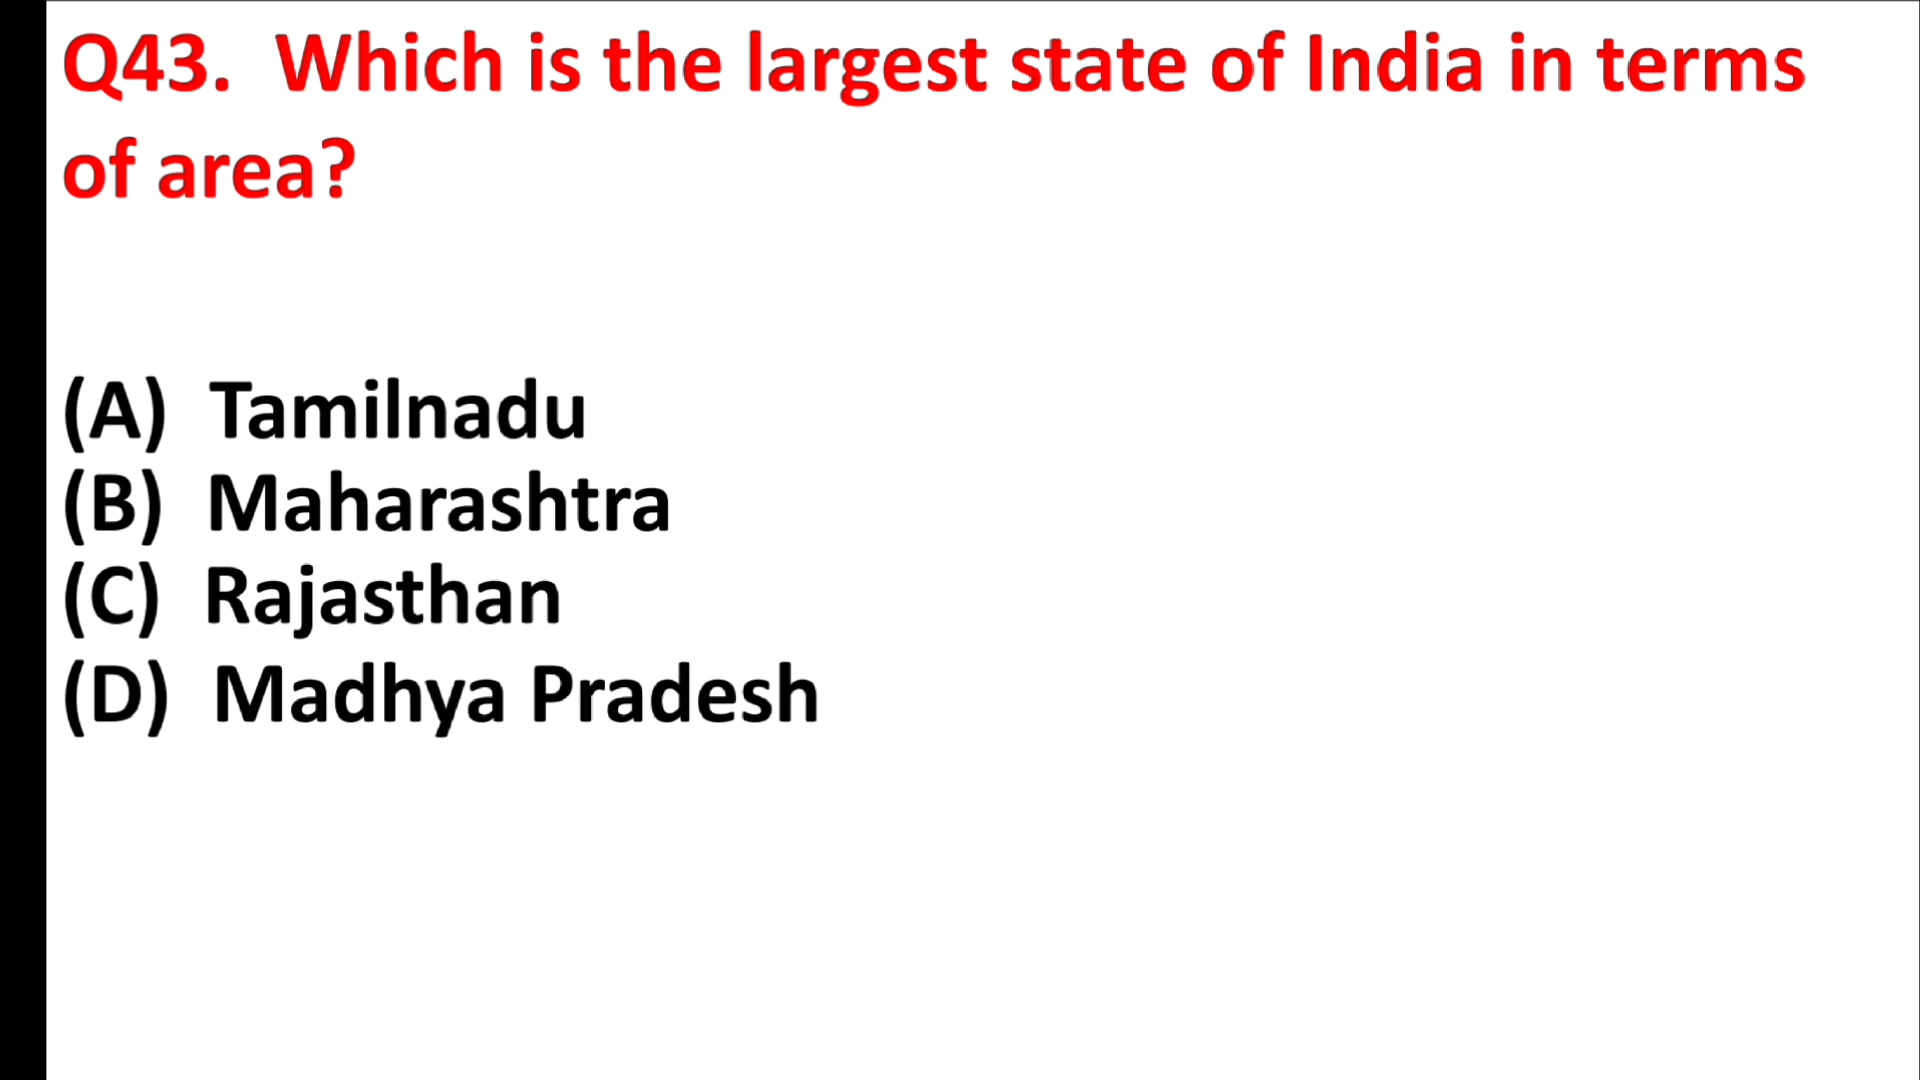 Q43. Which is the largest state of India in terms
of area?
(A) Tamilnadu
(B) Maharashtra
(C) Rajasthan
(D) Madhya Pradesh